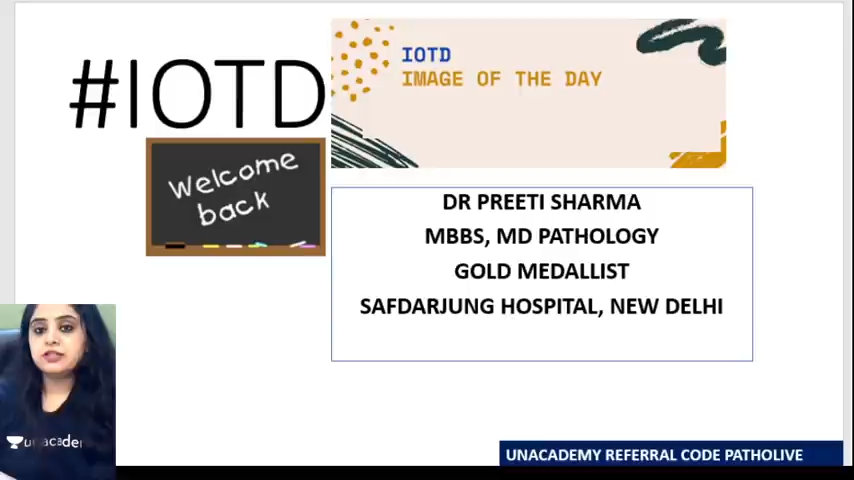 #IOTD
IOTD
IMAGE OF THE DAY
Welcome
back
DR PREETI SHARMA
MBBS, MD PATHOLOGY
GOLD MEDALLIST
SAFDARJUNG HOSPITAL, NEW DELHI
unacademy
UNACADEMY REFERRAL CODE PATHOLIVE